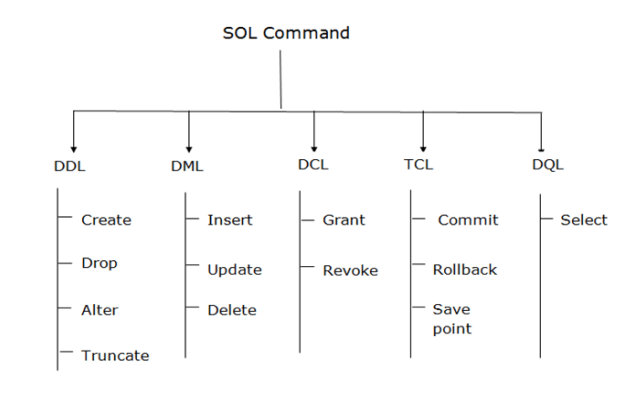 SOL Command
DDL DML DCL TCL DQL
Create Insert Grant Commit Select
Drop Update Revoke Rollback
Alter Delete Save
point
Truncate